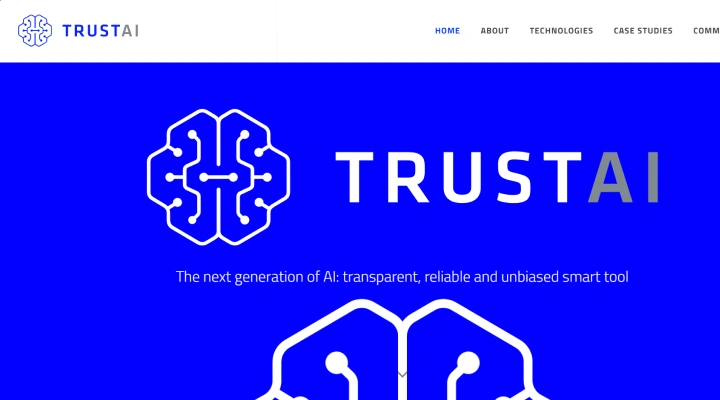 TRUSTAI
HOME ABOUT TECHNOLOGIES CASE STUDIES COMM
TRUSTAI
The next generation of AI: transparent, reliable and unbiased smart tool